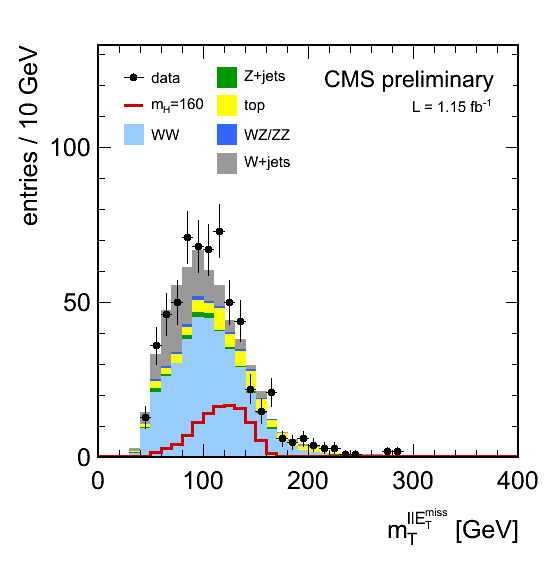 CMS preliminary
L = 1.15 fb⁻¹
data
m_H=160
WW
Z+jets
top
WZ/ZZ
W+jets
entries / 10 GeV
100
50
0
0 100 200 300 400
m_T^{llE_T^{miss}} [GeV]